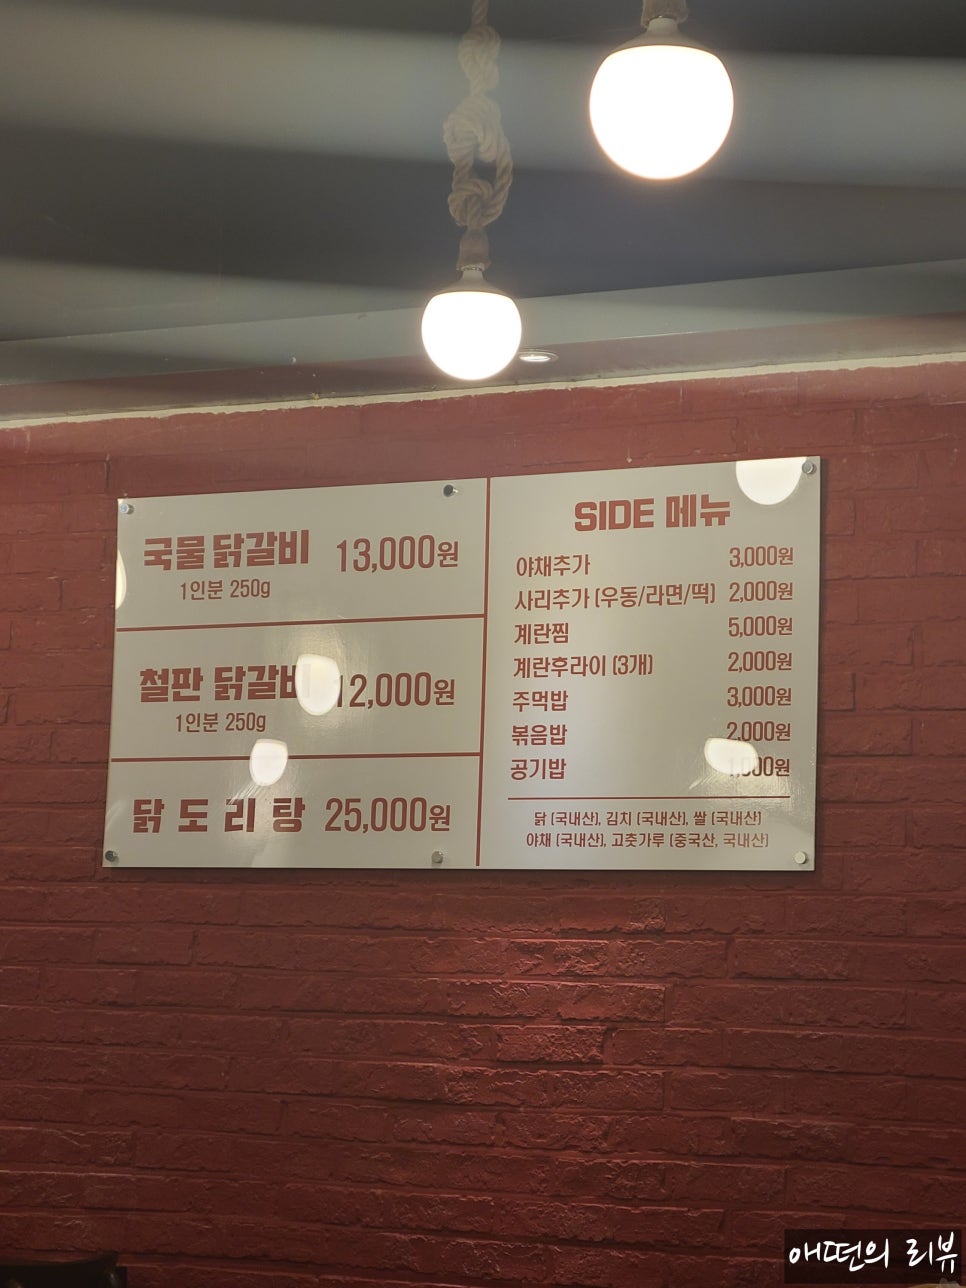 국물 닭갈비 13,000원
1인분 250g
철판 닭갈비 12,000원
1인분 250g
닭도리탕 25,000원
SIDE 메뉴
야채추가 3,000원
사리추가 (우동/라면/떡) 2,000원
계란찜 5,000원
계란후라이 (3개) 2,000원
주먹밥 3,000원
볶음밥 2,000원
공기밥 1,000원
닭 (국내산), 김치 (국내산), 쌀 (국내산)
야채 (국내산), 고춧가루 (중국산, 국내산)
애떤의 리뷰